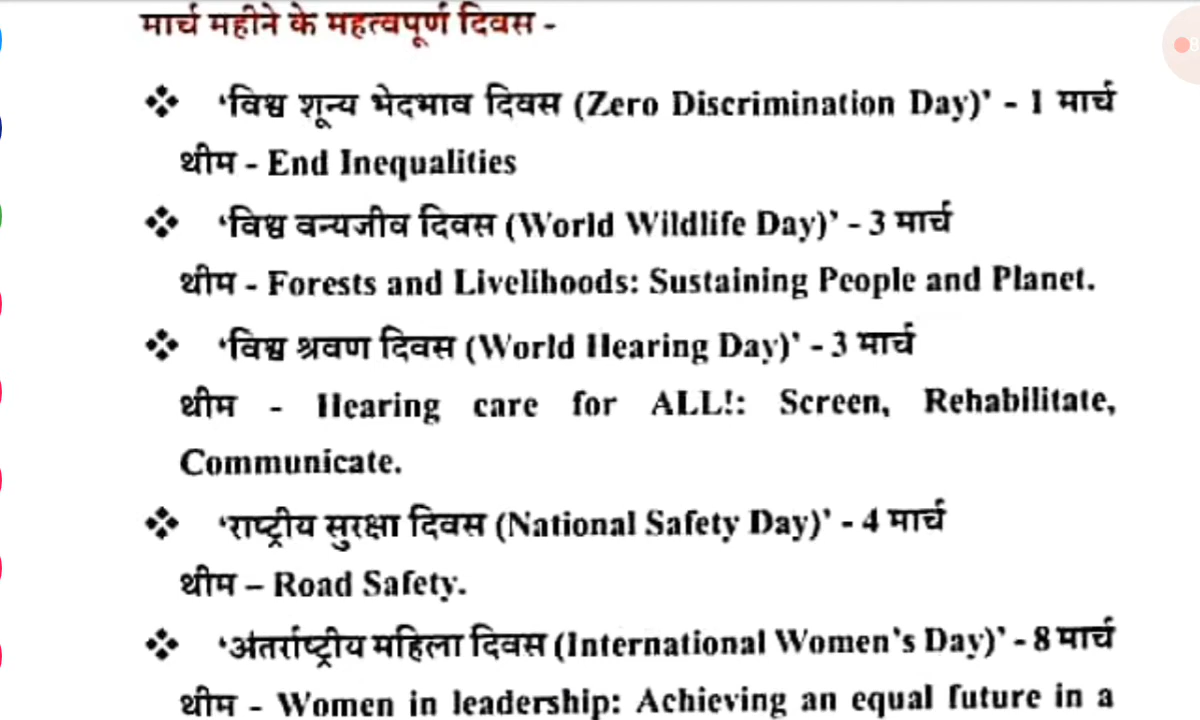 मार्च महीने के महत्वपूर्ण दिवस -
❖ ‘विश्व शून्य भेदभाव दिवस (Zero Discrimination Day)’ - 1 मार्च
थीम - End Inequalities
❖ ‘विश्व वन्यजीव दिवस (World Wildlife Day)’ - 3 मार्च
थीम - Forests and Livelihoods: Sustaining People and Planet.
❖ ‘विश्व श्रवण दिवस (World Hearing Day)’ - 3 मार्च
थीम - Hearing care for ALL!: Screen, Rehabilitate,
Communicate.
❖ ‘राष्ट्रीय सुरक्षा दिवस (National Safety Day)’ - 4 मार्च
थीम – Road Safety.
❖ ‘अंतर्राष्ट्रीय महिला दिवस (International Women’s Day)’ - 8 मार्च
थीम - Women in leadership: Achieving an equal future in a